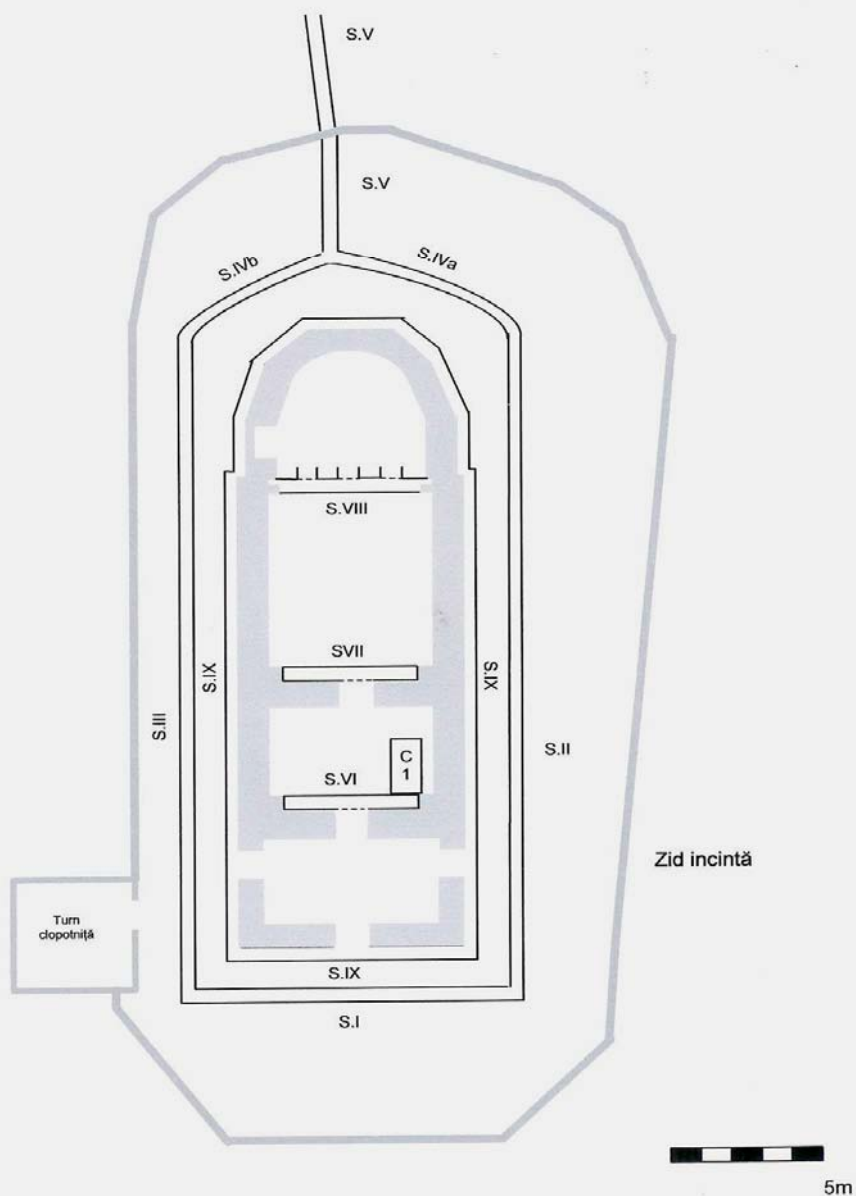 S.V
S.V
S.IVb
S.IVa
S.VIII
SVII
S.IX
S.IX
S.III
S.II
C
1
S.VI
Zid incintă
Turn
clopotniță
S.IX
S.I
5m